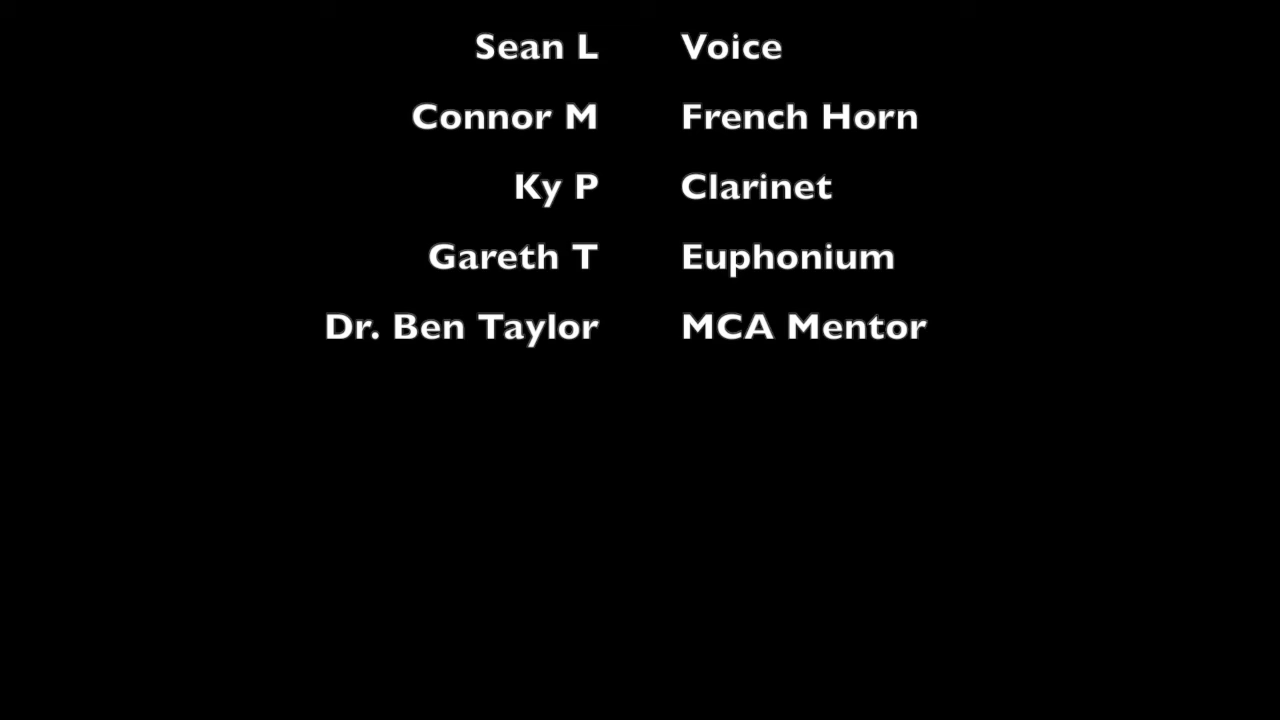 Sean L Voice
Connor M French Horn
Ky P Clarinet
Gareth T Euphonium
Dr. Ben Taylor MCA Mentor